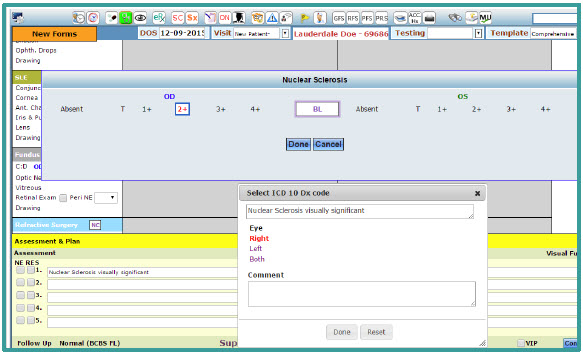 eRx SC Sx ON GFS RFS PFS PRS ACC Hx MU
New Forms DOS 12-09-2015 Visit New Patient- Lauderdale Doe - 69686 Testing Template Comprehensive
Ophth. Drops
Drawing
Nuclear Sclerosis
SLE
OD OS
Conjunc
Cornea
Absent T 1+ 2+ 3+ 4+ BL Absent T 1+ 2+ 3+ 4+
Ant. Cha
Iris & Pu
Lens
Drawing
Done Cancel
Fundus
C:D OD
Optic Ne
Vitreous
Retinal Exam Peri NE
Drawing
Refractive Surgery NC
Select ICD 10 Dx code x
Nuclear Sclerosis visually significant
Eye
Right
Left
Both
Comment
Done Reset
Assessment & Plan
Assessment Visual Fu
NE RES
1. Nuclear Sclerosis visually significant
2.
3.
4.
5.
Follow Up Normal (BCBS FL) Sup VIP Con